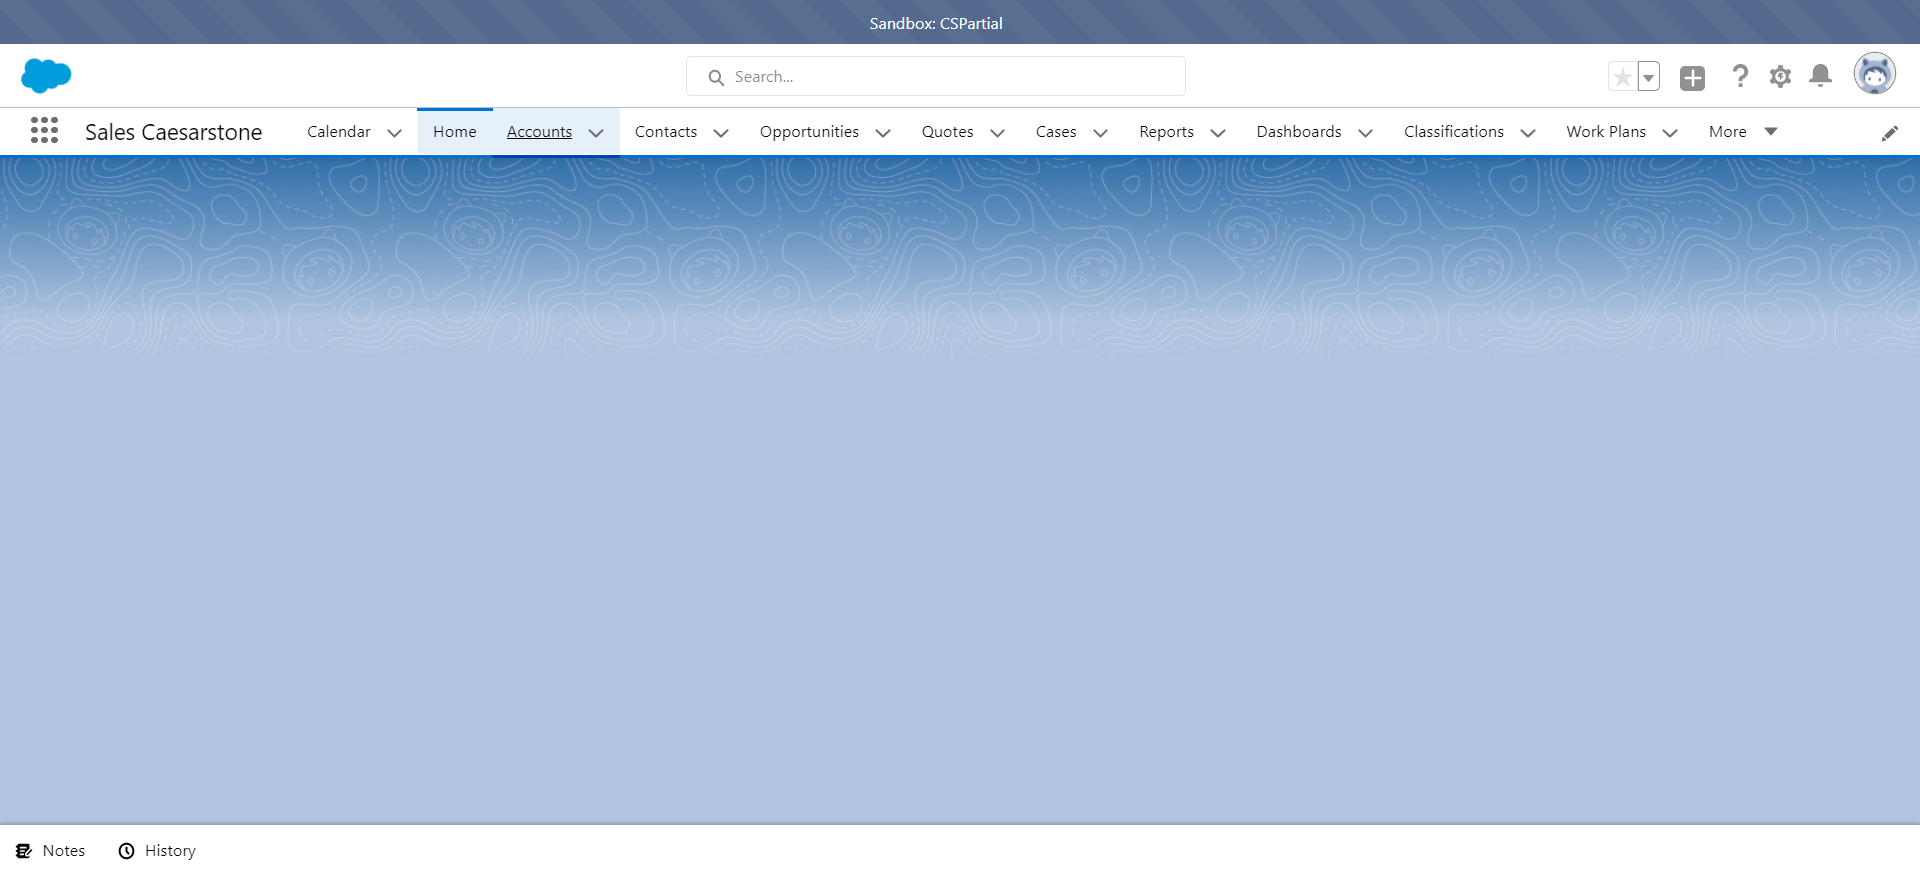 Sandbox: CSPartial
Search...
Sales Caesarstone
Calendar
Home
Accounts
Contacts
Opportunities
Quotes
Cases
Reports
Dashboards
Classifications
Work Plans
More
Notes
History